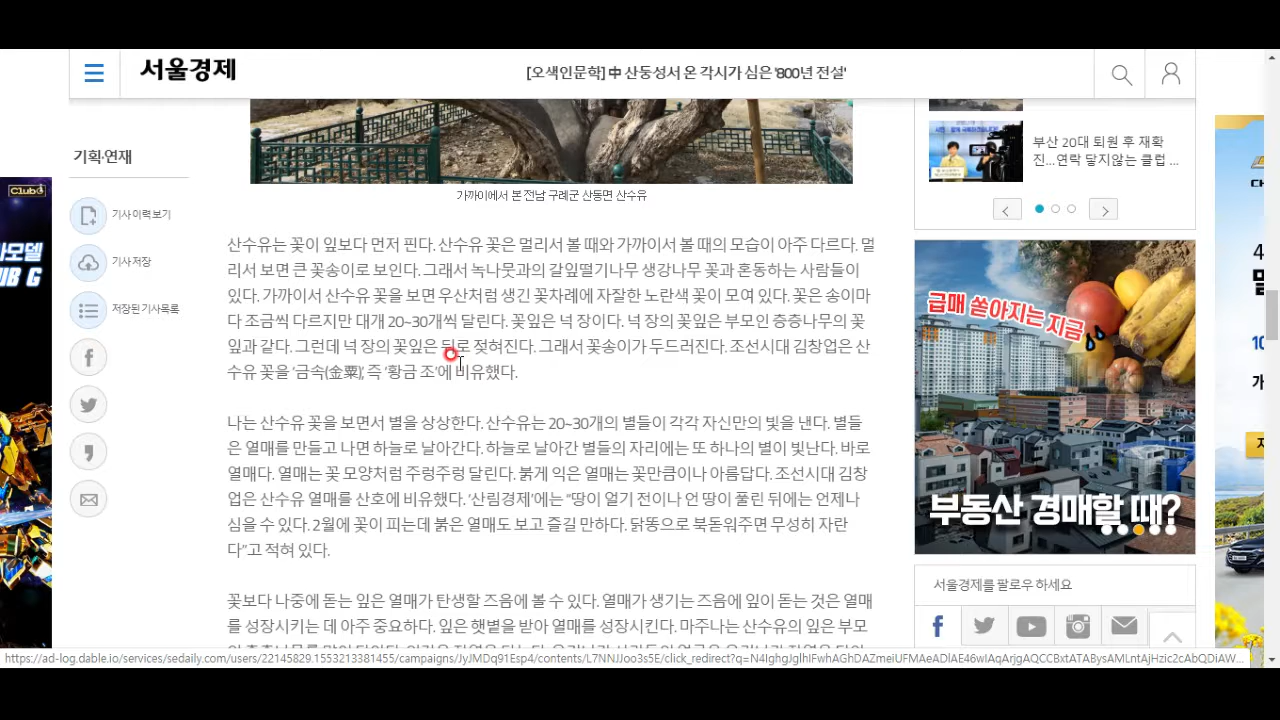 서울경제
[오색인문학] 中 산둥성서 온 각시가 심은 '800년 전설'
기획·연재
기사 이력 보기
기사 저장
저장된 기사 목록
Club
모델
UB G
가까이에서 본 전남 구례군 산동면 산수유
산수유는 꽃이 잎보다 먼저 핀다. 산수유 꽃은 멀리서 볼 때와 가까이서 볼 때의 모습이 아주 다르다. 멀
리서 보면 큰 꽃송이로 보인다. 그래서 녹나뭇과의 갈잎떨기나무 생강나무 꽃과 혼동하는 사람들이
있다. 가까이서 산수유 꽃을 보면 우산처럼 생긴 꽃차례에 자잘한 노란색 꽃이 모여 있다. 꽃은 송이마
다 조금씩 다르지만 대개 20~30개씩 달린다. 꽃잎은 넉 장이다. 넉 장의 꽃잎은 부모인 층층나무의 꽃
잎과 같다. 그런데 넉 장의 꽃잎은 뒤로 젖혀진다. 그래서 꽃송이가 두드러진다. 조선시대 김창업은 산
수유 꽃을 '금속(金粟)', 즉 '황금 조'에 비유했다.
나는 산수유 꽃을 보면서 별을 상상한다. 산수유는 20~30개의 별들이 각각 자신만의 빛을 낸다. 별들
은 열매를 만들고 나면 하늘로 날아간다. 하늘로 날아간 별들의 자리에는 또 하나의 별이 빛난다. 바로
열매다. 열매는 꽃 모양처럼 주렁주렁 달린다. 붉게 익은 열매는 꽃만큼이나 아름답다. 조선시대 김창
업은 산수유 열매를 산호에 비유했다. '산림경제'에는 "땅이 얼기 전이나 언 땅이 풀린 뒤에는 언제나
심을 수 있다. 2월에 꽃이 피는데 붉은 열매도 보고 즐길 만하다. 닭똥으로 북돋워주면 무성히 자란
다"고 적혀 있다.
꽃보다 나중에 돋는 잎은 열매가 탄생할 즈음에 볼 수 있다. 열매가 생기는 즈음에 잎이 돋는 것은 열매
를 성장시키는 데 아주 중요하다. 잎은 햇볕을 받아 열매를 성장시킨다. 마주나는 산수유의 잎은 부모
부산 20대 퇴원 후 재확
진...연락 닿지않는 클럽 ...
급매 쏟아지는 지금
부동산 경매할 때?
서울경제를 팔로우 하세요
https://ad-log.dable.io/services/sedaily.com/users/22145829.1553213381455/campaigns/JyJMDq91Esp4/contents/L7NNJJoo3s5E/click_redirect?q=N4IghgJglhIFwhAGhDAZmeiUFMAeADlAE46wIAqArjgAQCCBxtATABysAMLntAjHzic2cAbQDiAW...